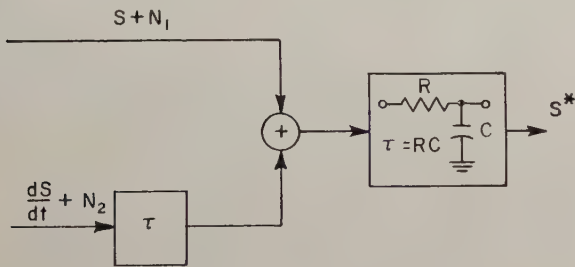 S + N₁
+
R
C
τ = RC
S*
dS/dt + N₂
τ